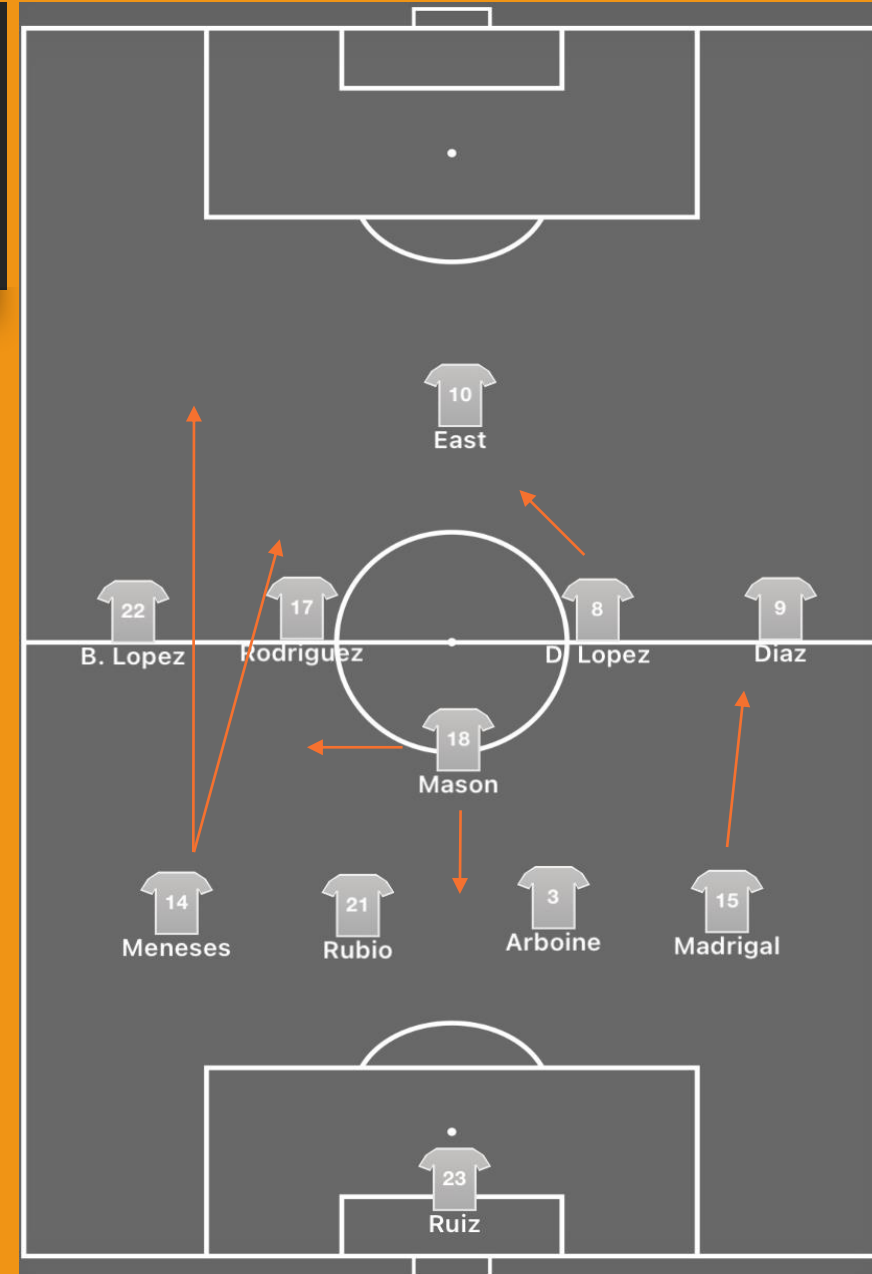 10
East
22
17
8
9
B. Lopez
Rodriguez
D. Lopez
Diaz
18
Mason
14
21
3
15
Meneses
Rubio
Arboine
Madrigal
23
Ruiz